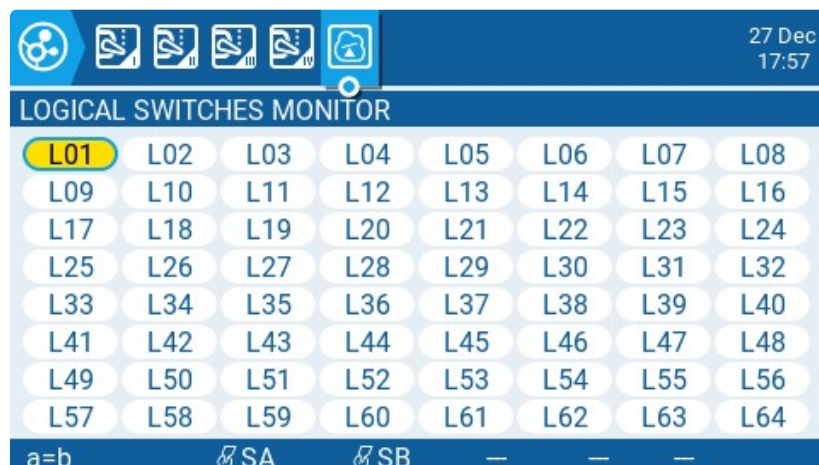 I II III IV
27 Dec
17:57
LOGICAL SWITCHES MONITOR
L01 L02 L03 L04 L05 L06 L07 L08
L09 L10 L11 L12 L13 L14 L15 L16
L17 L18 L19 L20 L21 L22 L23 L24
L25 L26 L27 L28 L29 L30 L31 L32
L33 L34 L35 L36 L37 L38 L39 L40
L41 L42 L43 L44 L45 L46 L47 L48
L49 L50 L51 L52 L53 L54 L55 L56
L57 L58 L59 L60 L61 L62 L63 L64
a=b SA SB --- --- ---